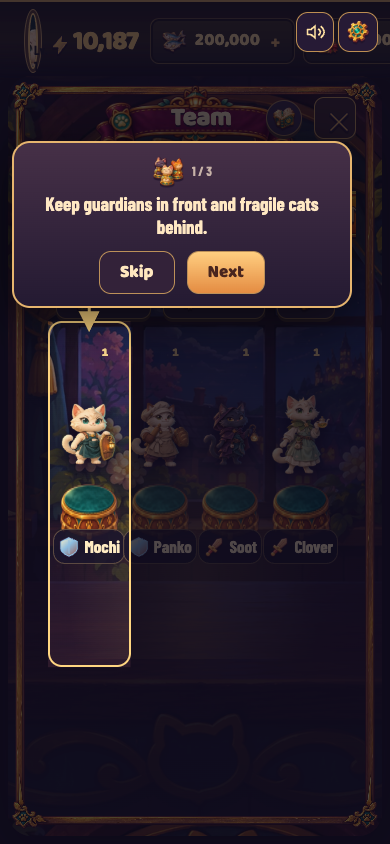 10,187
200,000 +
Team
1 / 3
Keep guardians in front and fragile cats
behind.
Skip
Next
1 1 1 1
Mochi Panko Soot Clover